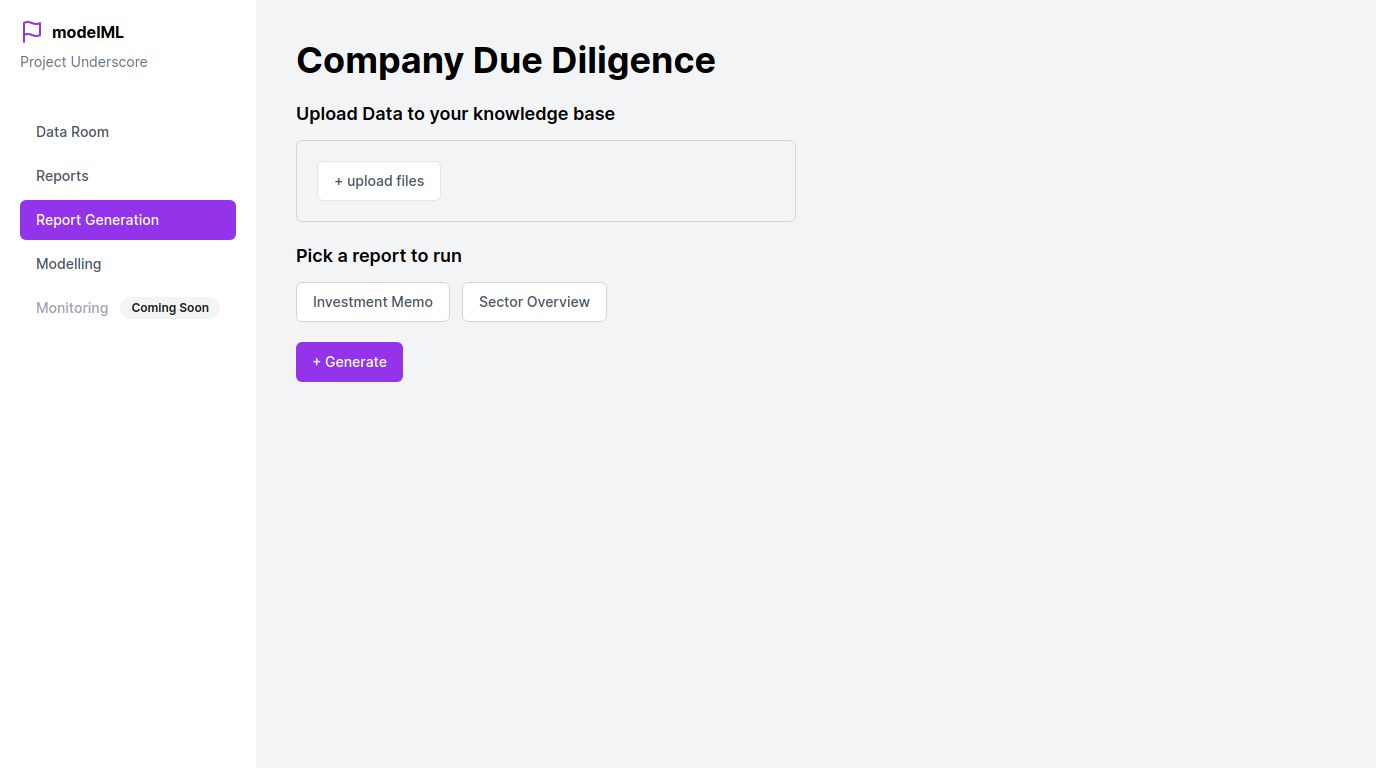 modelML
Project Underscore
Data Room
Reports
Report Generation
Modelling
Monitoring Coming Soon
Company Due Diligence
Upload Data to your knowledge base
+ upload files
Pick a report to run
Investment Memo Sector Overview
+ Generate